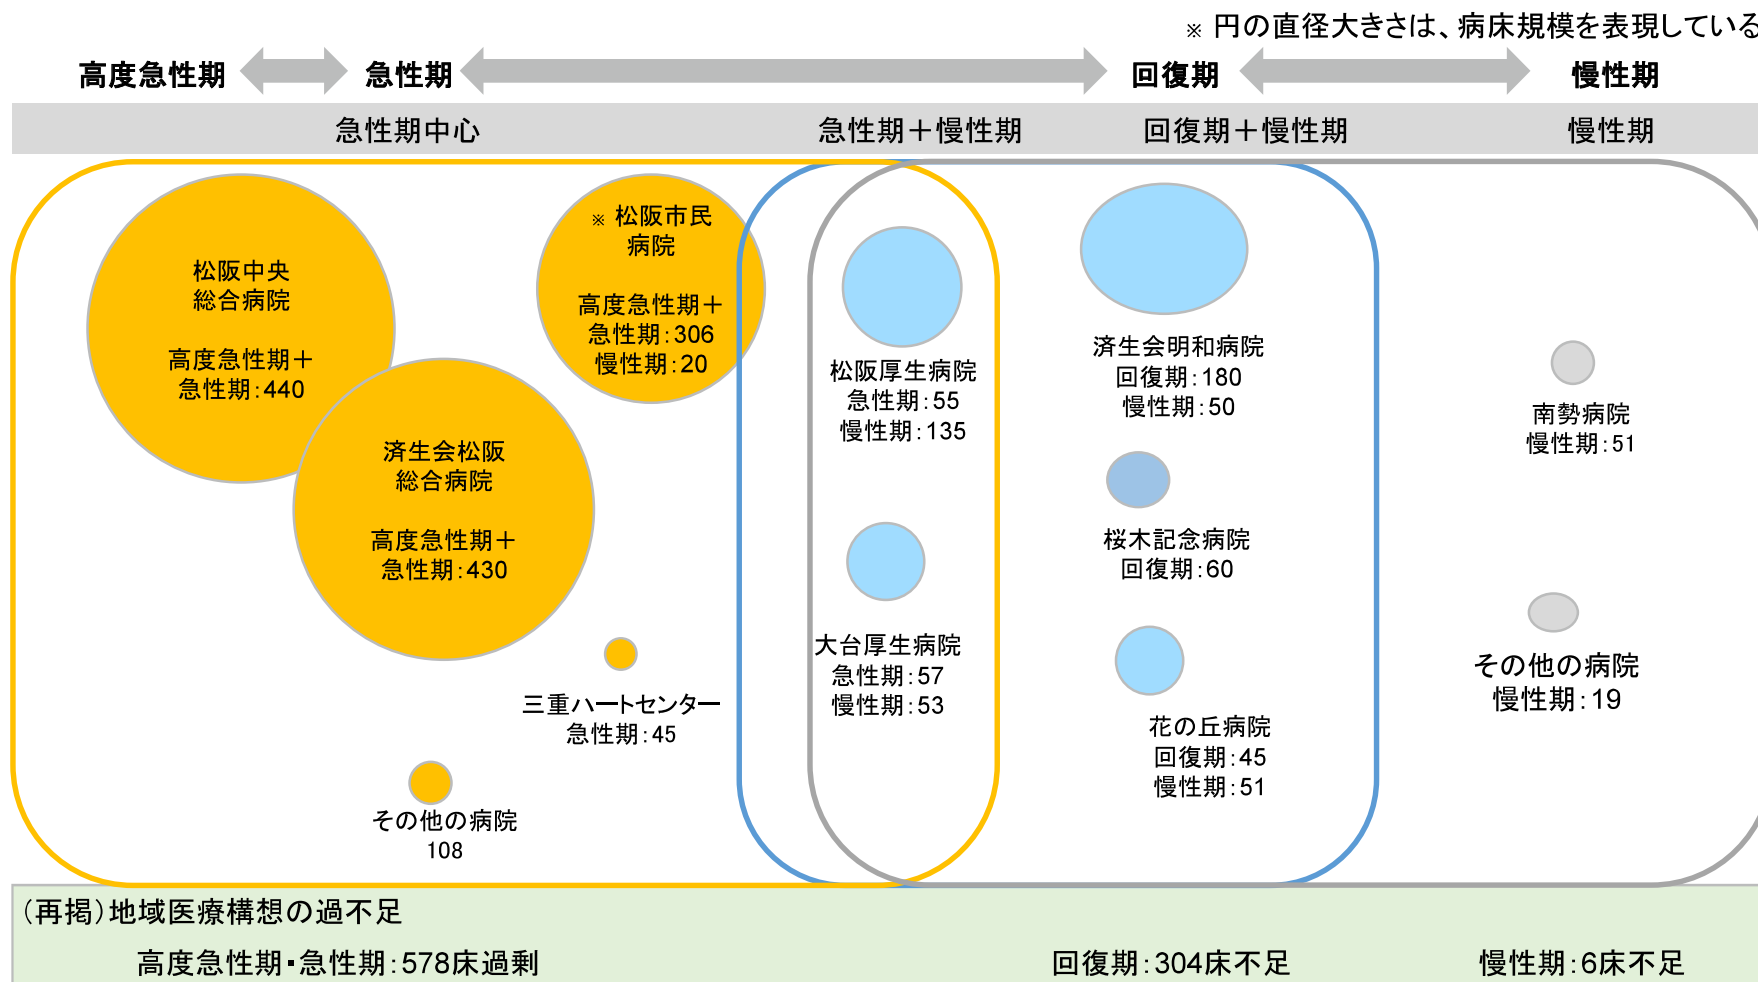 ※ 円の直径大きさは、病床規模を表現している
高度急性期
急性期
回復期
慢性期
急性期中心
急性期＋慢性期
回復期＋慢性期
慢性期
松阪中央
総合病院
高度急性期＋
急性期：440
済生会松阪
総合病院
高度急性期＋
急性期：430
※ 松阪市民
病院
高度急性期＋
急性期：306
慢性期：20
三重ハートセンター
急性期：45
その他の病院
108
松阪厚生病院
急性期：55
慢性期：135
大台厚生病院
急性期：57
慢性期：53
済生会明和病院
回復期：180
慢性期：50
桜木記念病院
回復期：60
花の丘病院
回復期：45
慢性期：51
南勢病院
慢性期：51
その他の病院
慢性期：19
（再掲）地域医療構想の過不足
高度急性期・急性期：578床過剰
回復期：304床不足
慢性期：6床不足